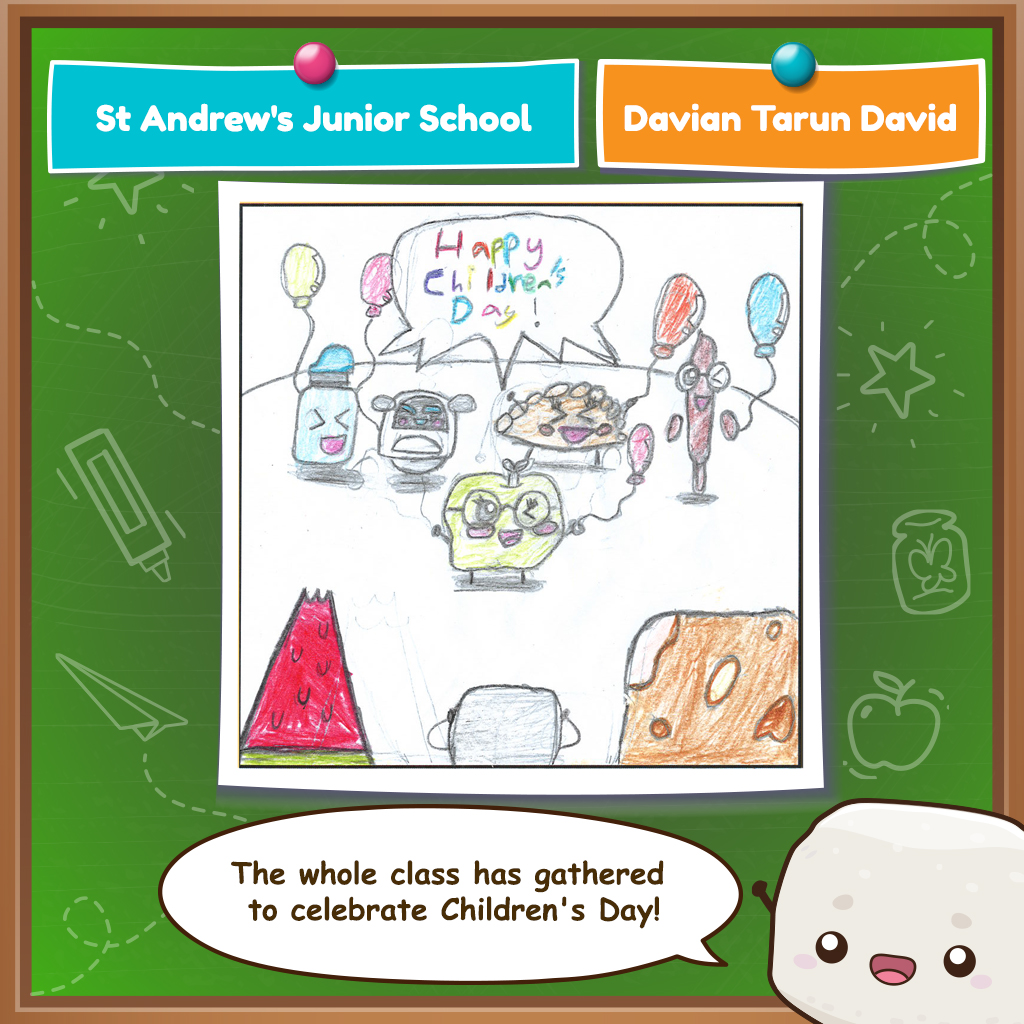 St Andrew's Junior School
Davian Tarun David
Happy
Children's
Day!
The whole class has gathered
to celebrate Children's Day!